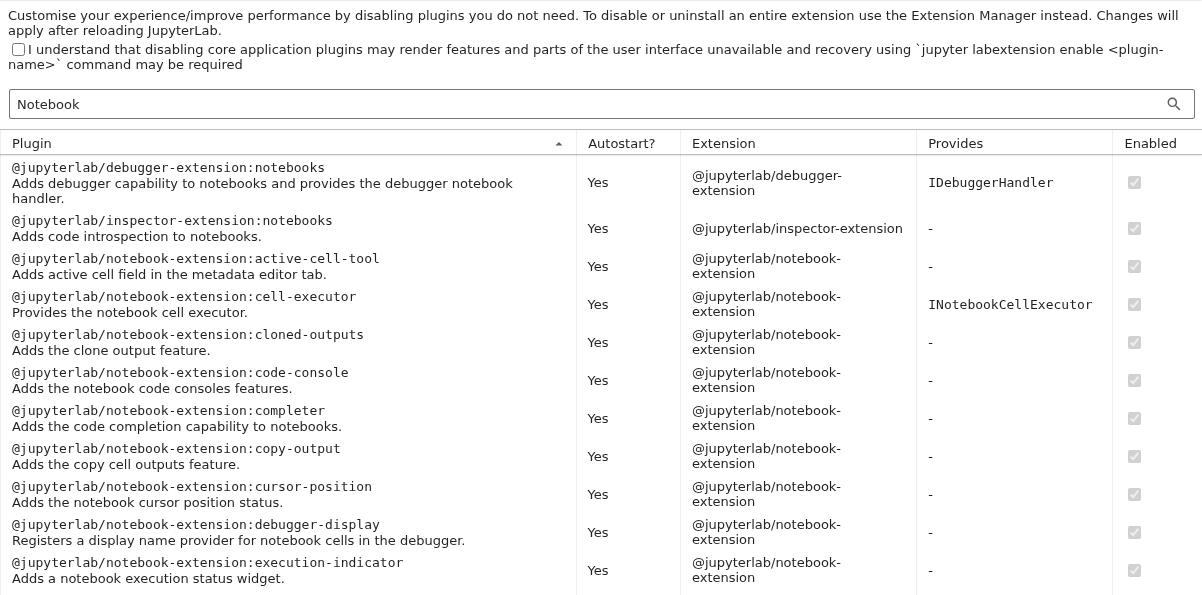 Customise your experience/improve performance by disabling plugins you do not need. To disable or uninstall an entire extension use the Extension Manager instead. Changes will
apply after reloading JupyterLab.
I understand that disabling core application plugins may render features and parts of the user interface unavailable and recovery using `jupyter labextension enable <plugin-
name>` command may be required
Notebook
Plugin Autostart? Extension Provides Enabled
@jupyterlab/debugger-extension:notebooks
Adds debugger capability to notebooks and provides the debugger notebook
handler.
Yes
@jupyterlab/debugger-
extension
IDebuggerHandler
@jupyterlab/inspector-extension:notebooks
Adds code introspection to notebooks.
Yes
@jupyterlab/inspector-extension
-
@jupyterlab/notebook-extension:active-cell-tool
Adds active cell field in the metadata editor tab.
Yes
@jupyterlab/notebook-
extension
-
@jupyterlab/notebook-extension:cell-executor
Provides the notebook cell executor.
Yes
@jupyterlab/notebook-
extension
INotebookCellExecutor
@jupyterlab/notebook-extension:cloned-outputs
Adds the clone output feature.
Yes
@jupyterlab/notebook-
extension
-
@jupyterlab/notebook-extension:code-console
Adds the notebook code consoles features.
Yes
@jupyterlab/notebook-
extension
-
@jupyterlab/notebook-extension:completer
Adds the code completion capability to notebooks.
Yes
@jupyterlab/notebook-
extension
-
@jupyterlab/notebook-extension:copy-output
Adds the copy cell outputs feature.
Yes
@jupyterlab/notebook-
extension
-
@jupyterlab/notebook-extension:cursor-position
Adds the notebook cursor position status.
Yes
@jupyterlab/notebook-
extension
-
@jupyterlab/notebook-extension:debugger-display
Registers a display name provider for notebook cells in the debugger.
Yes
@jupyterlab/notebook-
extension
-
@jupyterlab/notebook-extension:execution-indicator
Adds a notebook execution status widget.
Yes
@jupyterlab/notebook-
extension
-